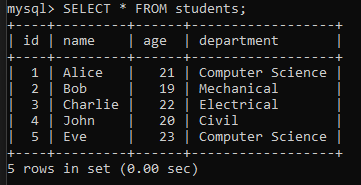 mysql> SELECT * FROM students;
+----+---------+-----+------------------+
| id | name    | age | department       |
+----+---------+-----+------------------+
|  1 | Alice   |  21 | Computer Science |
|  2 | Bob     |  19 | Mechanical       |
|  3 | Charlie |  22 | Electrical       |
|  4 | John    |  20 | Civil            |
|  5 | Eve     |  23 | Computer Science |
+----+---------+-----+------------------+
5 rows in set (0.00 sec)